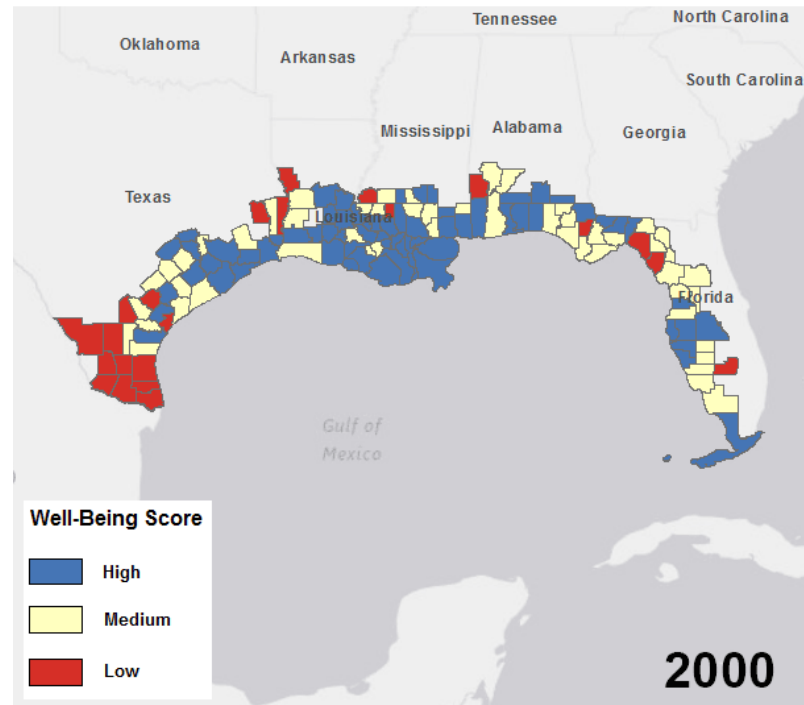 Tennessee
North Carolina
Oklahoma
Arkansas
South Carolina
Mississippi
Alabama
Georgia
Texas
Louisiana
Florida
Gulf of
Mexico
Well-Being Score
High
Medium
Low
2000